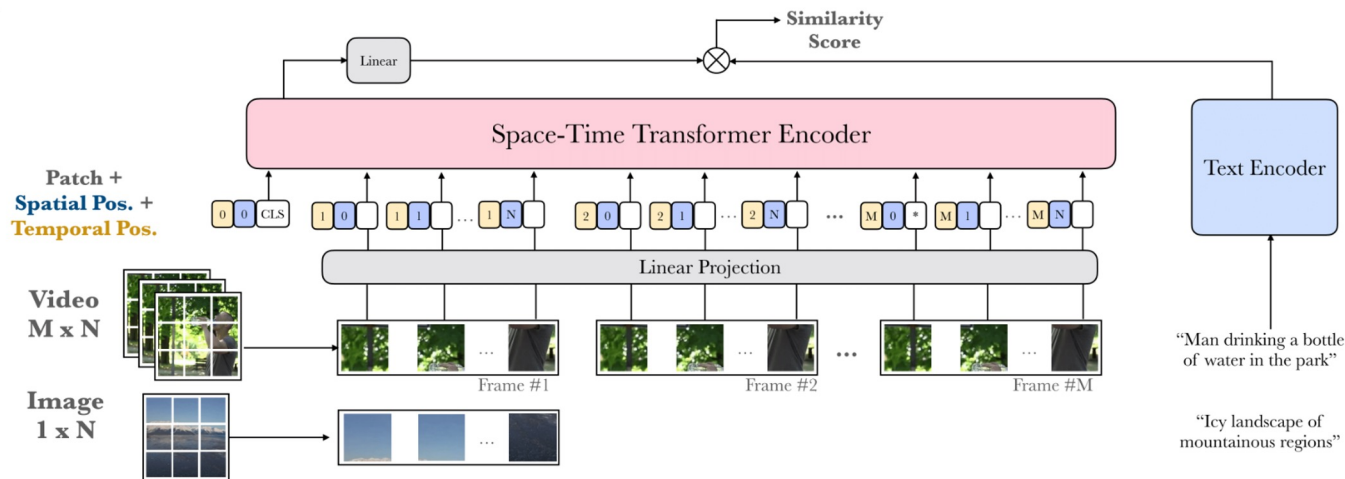 Similarity
Score
Linear
Space-Time Transformer Encoder
Text Encoder
Patch +
Spatial Pos. +
Temporal Pos.
0 0 CLS 1 0 1 1 ... 1 N 2 0 2 1 ... 2 N ... M 0 * M 1 ... M N
Linear Projection
Video
M x N
... ... ... ...
Frame #1 Frame #2 Frame #M
“Man drinking a bottle
of water in the park”
Image
1 x N
...
“Icy landscape of
mountainous regions”